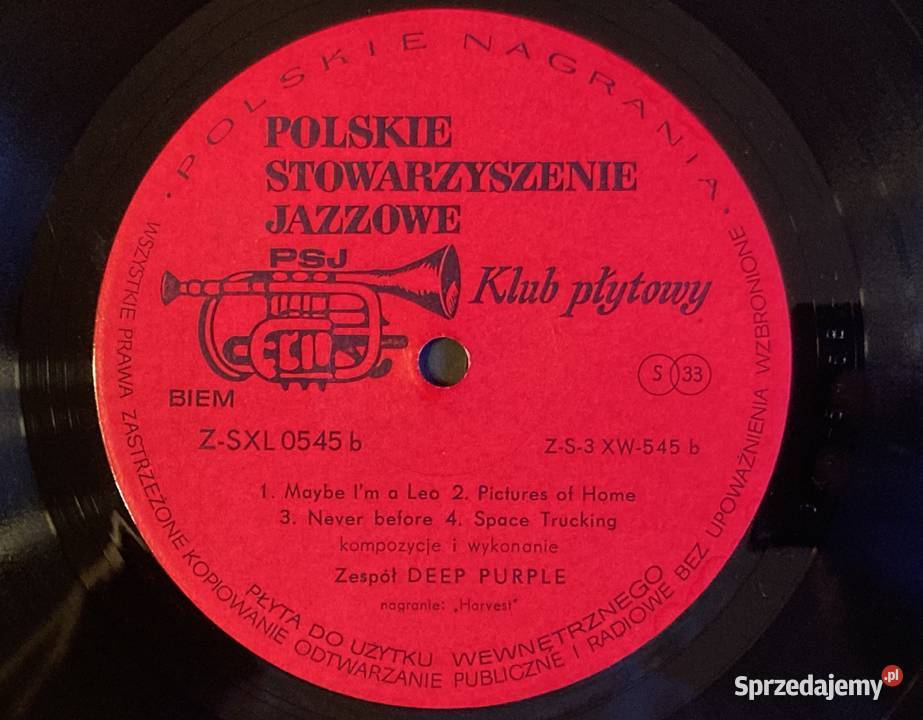 • POLSKIE NAGRANIA •
POLSKIE
STOWARZYSZENIE
JAZZOWE
PSJ
Klub płytowy
S 33
BIEM
Z-SXL 0545 b
Z-S-3 XW-545 b
1. Maybe I'm a Leo 2. Pictures of Home
3. Never before 4. Space Trucking
kompozycje i wykonanie
Zespół DEEP PURPLE
nagranie: „Harvest"
PŁYTA DO UŻYTKU WEWNĘTRZNEGO
WSZYSTKIE PRAWA ZASTRZEŻONE KOPIOWANIE ODTWARZANIE PUBLICZNE I RADIOWE BEZ UPOWAŻNIENIA WZBRONIONE
Sprzedajemy.pl